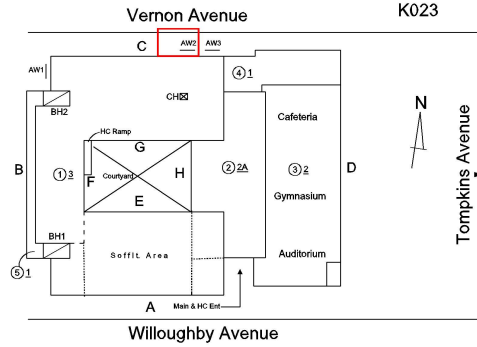 Vernon Avenue
K023
C
AW2 AW3
AW1
4 1
CH
BH2
Cafeteria
HC Ramp
N
G
B
1 3
F
Courtyard
H
2 2A
3 2
D
Tompkins Avenue
E
Gymnasium
BH1
Soffit Area
Auditorium
5 1
A
Main & HC Ent
Willoughby Avenue